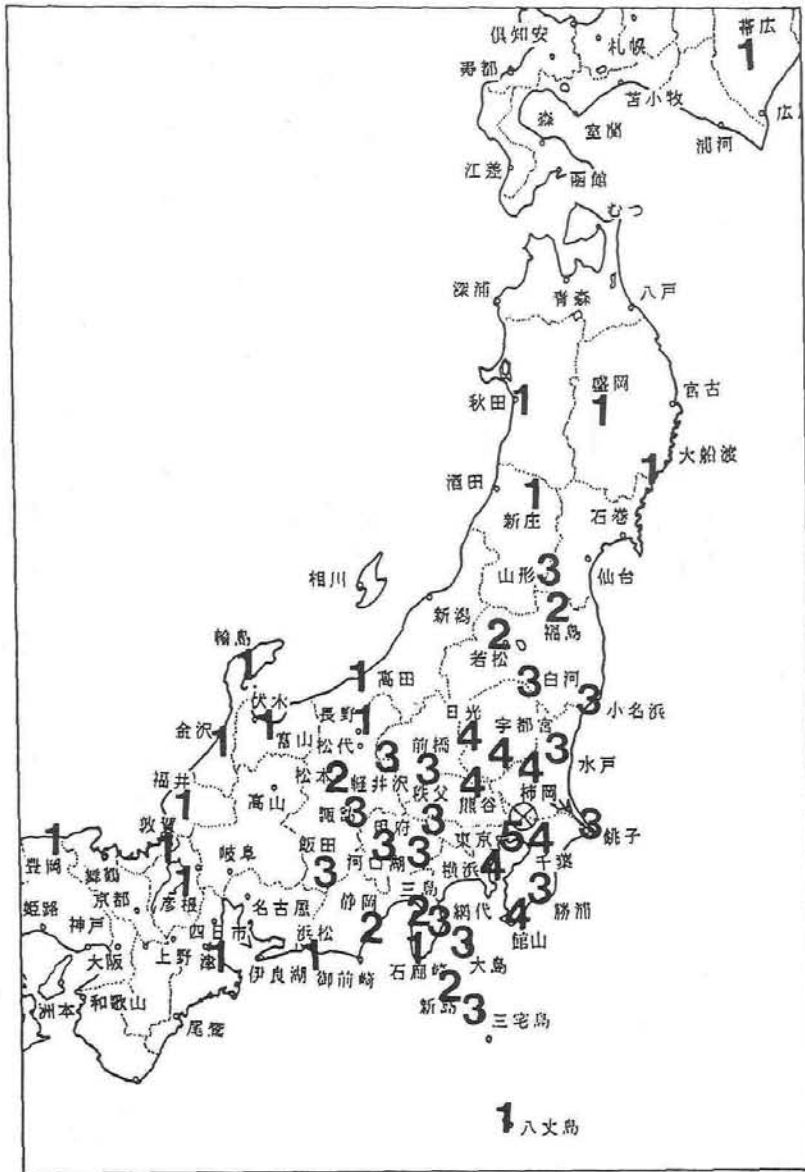 俱知安
札幌
帯広
1
寿都
苫小牧
広
森
室蘭
浦河
江差
函館
むつ
深浦
青森
八戸
秋田
1
盛岡
1
宮古
大船渡
1
酒田
1
新庄
石巻
山形
3
仙台
相川
新潟
2
福島
2
若松
輪島
1
1
高田
3
白河
3
小名浜
伏木
1
富山
長野
1
日光
4
宇都宮
4
3
水戸
金沢
1
松代
前橋
3
3
軽井沢
4
柿岡
松本
2
秩父
4
熊谷
福井
1
高山
諏訪
3
甲府
3
東京
5
4
千葉
3
銚子
豊岡
1
敦賀
1
舞鶴
岐阜
飯田
3
河口湖
3
3
横浜
4
彦根
1
京都
名古屋
静岡
2
三島
2
3
網代
3
勝浦
4
館山
姫路
神戸
大阪
上野
四日市
津
1
伊良湖
浜松
1
御前崎
1
石廊崎
3
大島
洲本
和歌山
尾鷲
新島
2
3
三宅島
1
八丈島